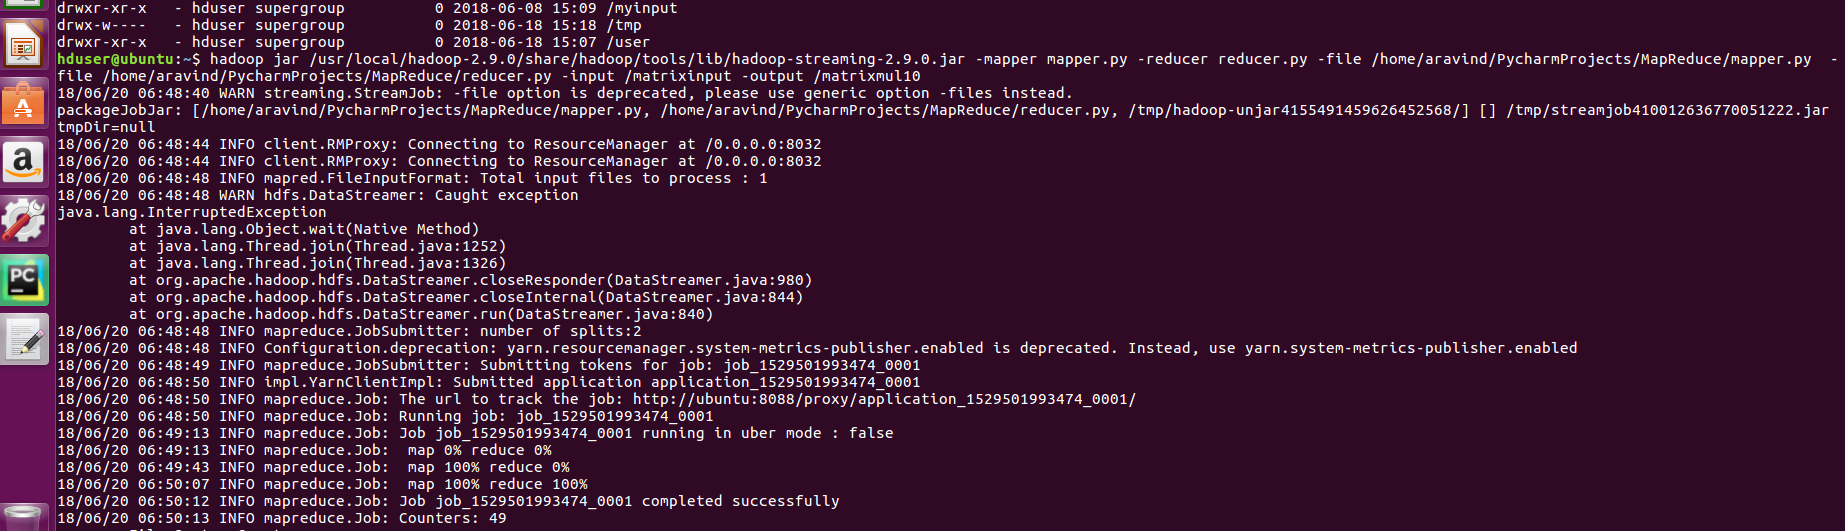 drwxr-xr-x   - hduser supergroup          0 2018-06-08 15:09 /myinput
drwx-w----   - hduser supergroup          0 2018-06-18 15:18 /tmp
drwxr-xr-x   - hduser supergroup          0 2018-06-18 15:07 /user
hduser@ubuntu:~$ hadoop jar /usr/local/hadoop-2.9.0/share/hadoop/tools/lib/hadoop-streaming-2.9.0.jar -mapper mapper.py -reducer reducer.py -file /home/aravind/PycharmProjects/MapReduce/mapper.py  -
file /home/aravind/PycharmProjects/MapReduce/reducer.py -input /matrixinput -output /matrixmul10
18/06/20 06:48:40 WARN streaming.StreamJob: -file option is deprecated, please use generic option -files instead.
packageJobJar: [/home/aravind/PycharmProjects/MapReduce/mapper.py, /home/aravind/PycharmProjects/MapReduce/reducer.py, /tmp/hadoop-unjar4155491459626452568/] [] /tmp/streamjob410012636770051222.jar
tmpDir=null
18/06/20 06:48:44 INFO client.RMProxy: Connecting to ResourceManager at /0.0.0.0:8032
18/06/20 06:48:44 INFO client.RMProxy: Connecting to ResourceManager at /0.0.0.0:8032
18/06/20 06:48:48 INFO mapred.FileInputFormat: Total input files to process : 1
18/06/20 06:48:48 WARN hdfs.DataStreamer: Caught exception
java.lang.InterruptedException
        at java.lang.Object.wait(Native Method)
        at java.lang.Thread.join(Thread.java:1252)
        at java.lang.Thread.join(Thread.java:1326)
        at org.apache.hadoop.hdfs.DataStreamer.closeResponder(DataStreamer.java:980)
        at org.apache.hadoop.hdfs.DataStreamer.closeInternal(DataStreamer.java:844)
        at org.apache.hadoop.hdfs.DataStreamer.run(DataStreamer.java:840)
18/06/20 06:48:48 INFO mapreduce.JobSubmitter: number of splits:2
18/06/20 06:48:48 INFO Configuration.deprecation: yarn.resourcemanager.system-metrics-publisher.enabled is deprecated. Instead, use yarn.system-metrics-publisher.enabled
18/06/20 06:48:49 INFO mapreduce.JobSubmitter: Submitting tokens for job: job_1529501993474_0001
18/06/20 06:48:50 INFO impl.YarnClientImpl: Submitted application application_1529501993474_0001
18/06/20 06:48:50 INFO mapreduce.Job: The url to track the job: http://ubuntu:8088/proxy/application_1529501993474_0001/
18/06/20 06:48:50 INFO mapreduce.Job: Running job: job_1529501993474_0001
18/06/20 06:49:13 INFO mapreduce.Job: Job job_1529501993474_0001 running in uber mode : false
18/06/20 06:49:13 INFO mapreduce.Job:  map 0% reduce 0%
18/06/20 06:49:43 INFO mapreduce.Job:  map 100% reduce 0%
18/06/20 06:50:07 INFO mapreduce.Job:  map 100% reduce 100%
18/06/20 06:50:12 INFO mapreduce.Job: Job job_1529501993474_0001 completed successfully
18/06/20 06:50:13 INFO mapreduce.Job: Counters: 49